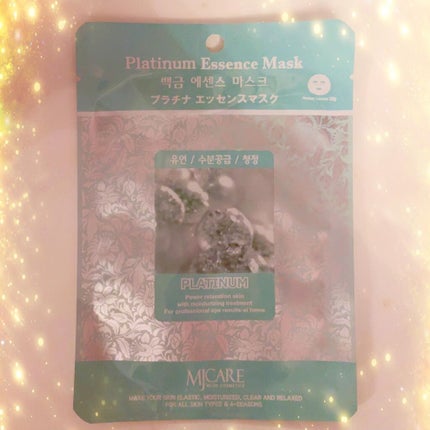 Platinum Essence Mask
백금 에센스 마스크
プラチナ エッセンスマスク
유연 / 수분공급 / 청정
PLATINUM
Power retention skin
with moisturizing treatment
For professional spa results at home
MJCARE
MAKE YOUR SKIN ELASTIC, MOISTURIZED, CLEAR AND RELAXED
FOR ALL SKIN TYPES & 4-SEASONS